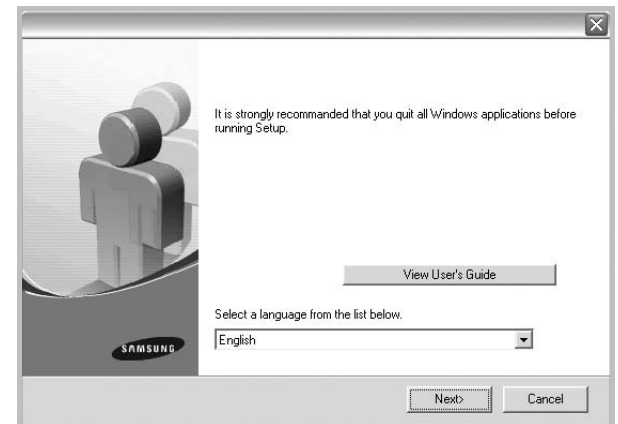 It is strongly recommanded that you quit all Windows applications before
running Setup.
View User's Guide
Select a language from the list below.
English
SAMSUNG
Next>
Cancel